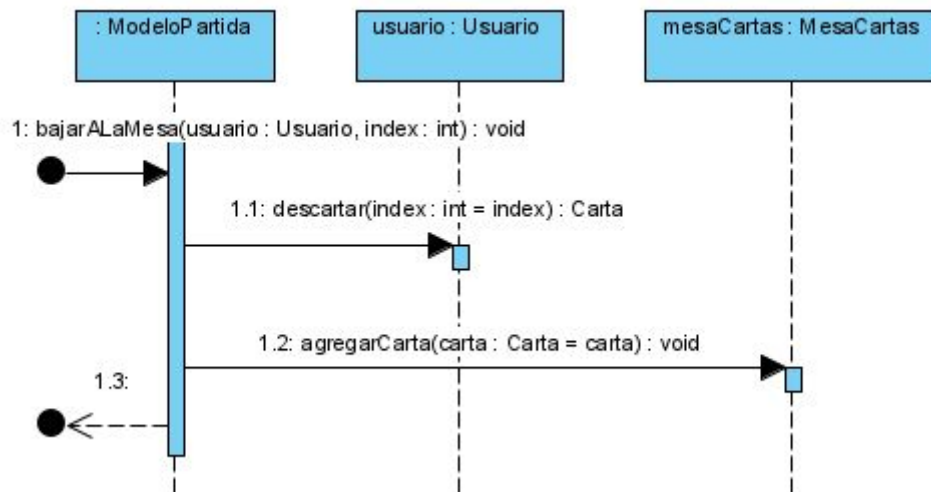 : ModeloPartida
usuario : Usuario
mesaCartas : MesaCartas
1: bajarALaMesa(usuario : Usuario, index : int) : void
1.1: descartar(index : int = index) : Carta
1.2: agregarCarta(carta : Carta = carta) : void
1.3: